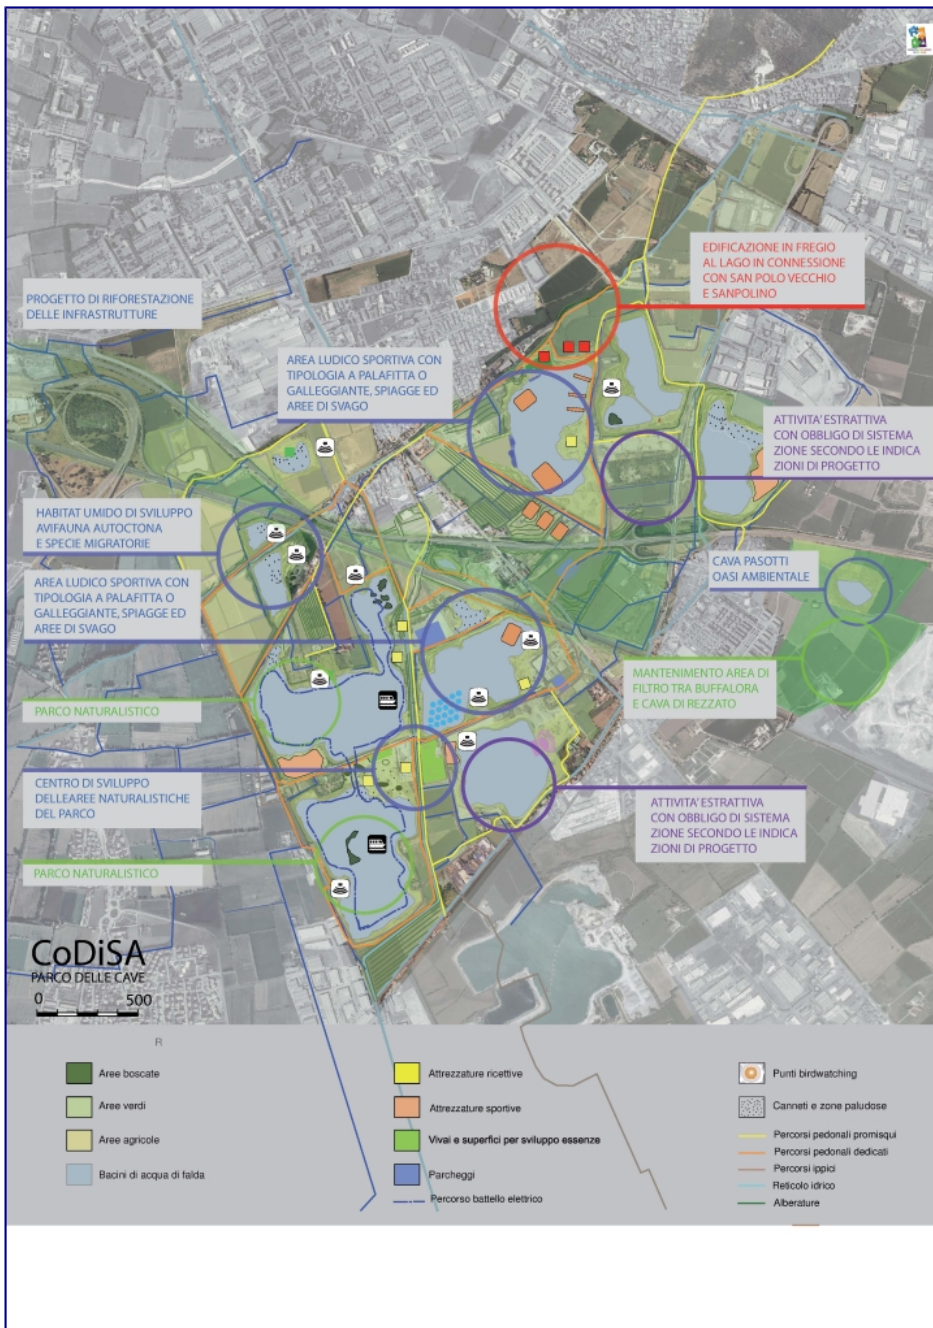 EDIFICAZIONE IN FREGIO
AL LAGO IN CONNESSIONE
CON SAN POLO VECCHIO
E SANPOLINO
PROGETTO DI RIFORESTAZIONE
DELLE INFRASTRUTTURE
AREA LUDICO SPORTIVA CON
TIPOLOGIA A PALAFITTA O
GALLEGGIANTE, SPIAGGE ED
AREE DI SVAGO
ATTIVITA' ESTRATTIVA
CON OBBLIGO DI SISTEMA
ZIONE SECONDO LE INDICA
ZIONI DI PROGETTO
HABITAT UMIDO DI SVILUPPO
AVIFAUNA AUTOCTONA
E SPECIE MIGRATORIE
CAVA PASOTTI
OASI AMBIENTALE
AREA LUDICO SPORTIVA CON
TIPOLOGIA A PALAFITTA O
GALLEGGIANTE, SPIAGGE ED
AREE DI SVAGO
MANTENIMENTO AREA DI
FILTRO TRA BUFFALORA
E CAVA DI REZZATO
PARCO NATURALISTICO
CENTRO DI SVILUPPO
DELLEAREE NATURALISTICHE
DEL PARCO
ATTIVITA' ESTRATTIVA
CON OBBLIGO DI SISTEMA
ZIONE SECONDO LE INDICA
ZIONI DI PROGETTO
PARCO NATURALISTICO
CoDiSA
PARCO DELLE CAVE
0 500
R
Aree boscate
Aree verdi
Aree agricole
Bacini di acqua di falda
Attrezzature ricettive
Attrezzature sportive
Vivai e superfici per sviluppo essenze
Parcheggi
Percorso battello elettrico
Punti birdwatching
Canneti e zone paludose
Percorsi pedonali promisqui
Percorsi pedonali dedicati
Percorsi ippici
Reticolo idrico
Alberature